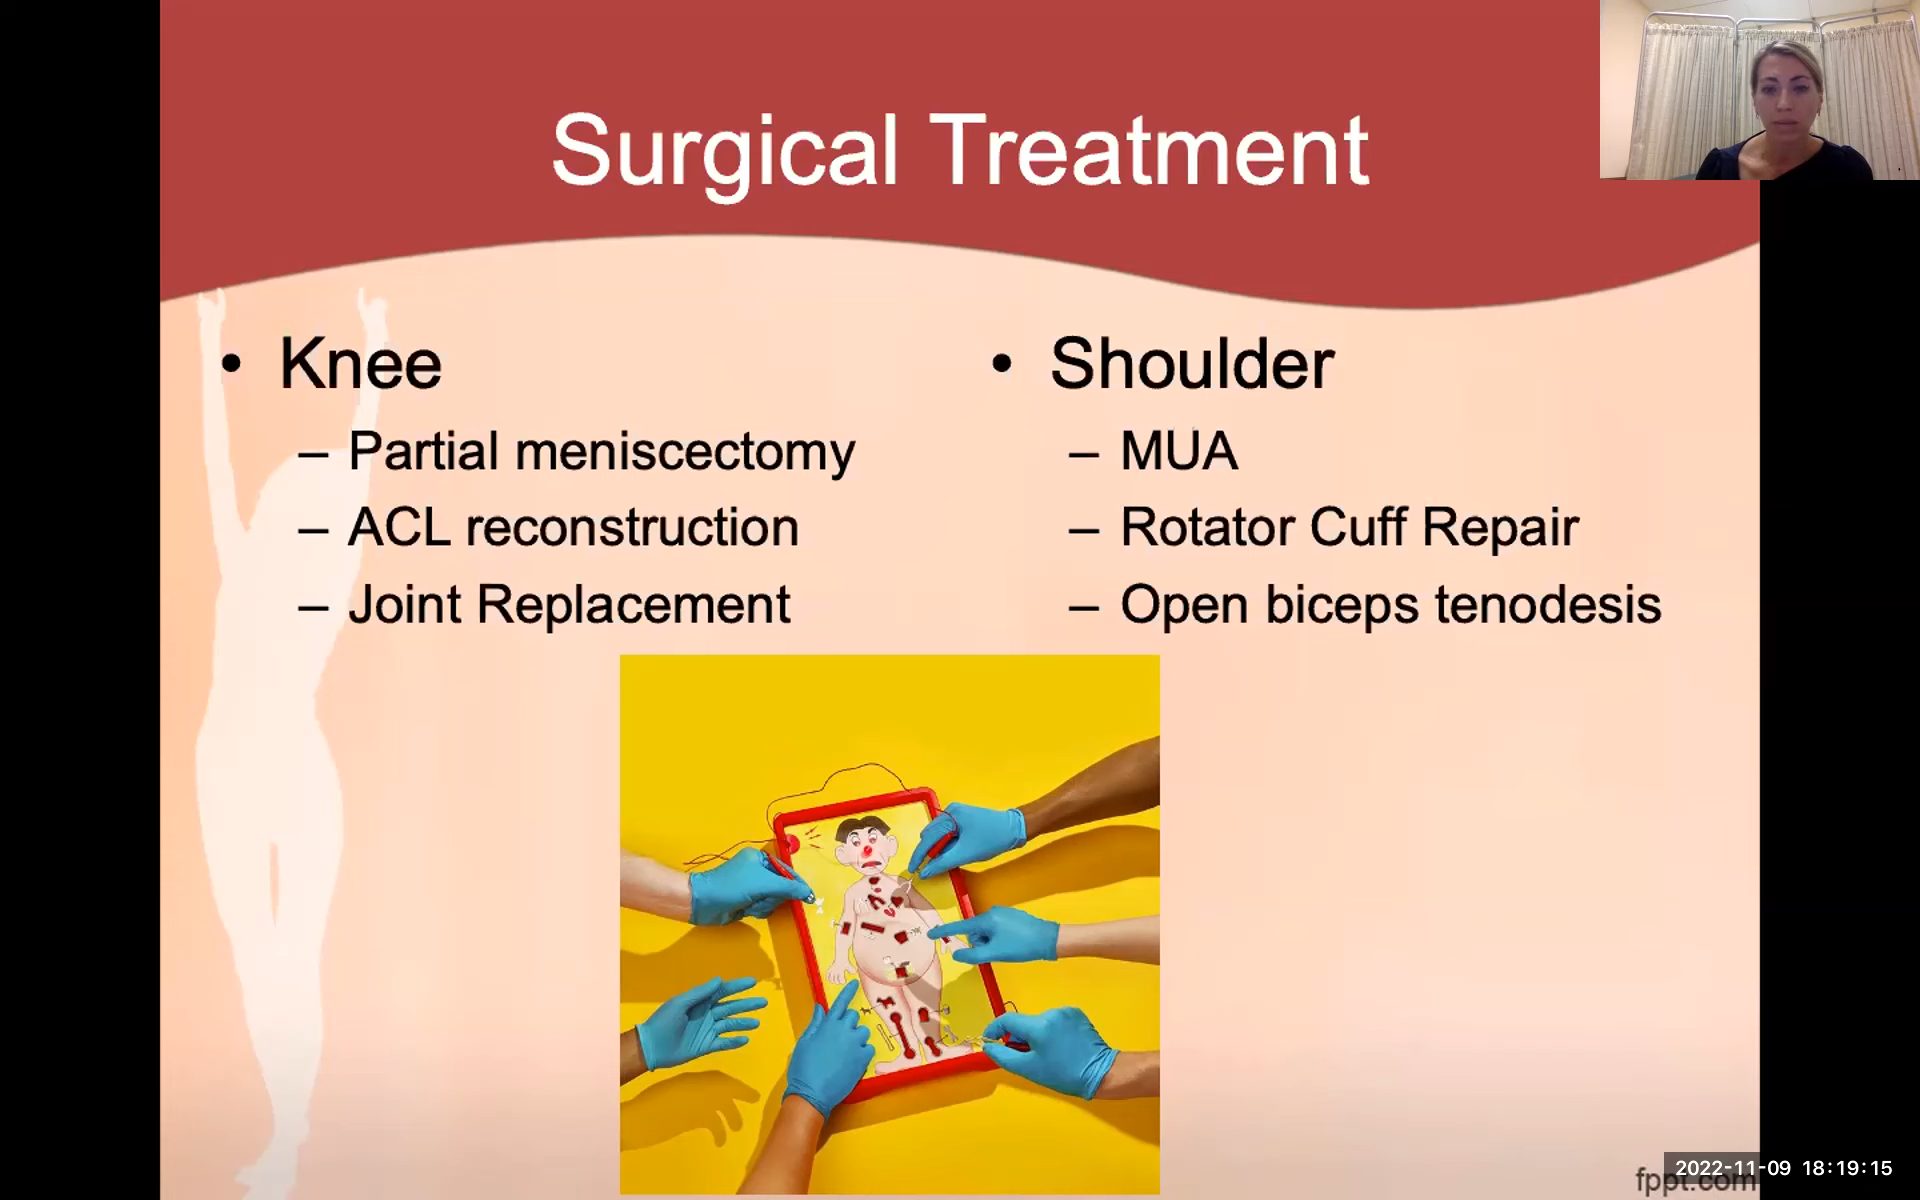 Surgical Treatment
• Knee
– Partial meniscectomy
– ACL reconstruction
– Joint Replacement
• Shoulder
– MUA
– Rotator Cuff Repair
– Open biceps tenodesis
fppt.com
2022-11-09 18:19:15